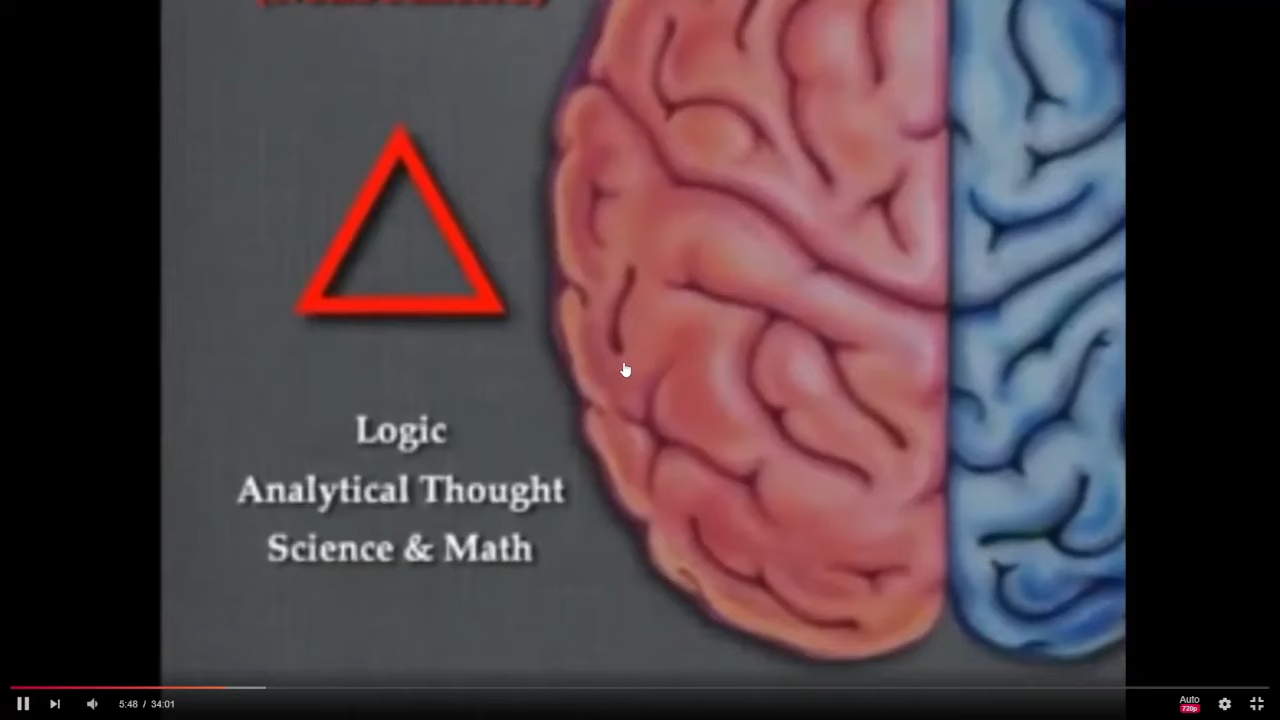 Logic
Analytical Thought
Science & Math
5:48 / 34:01
Auto
720p